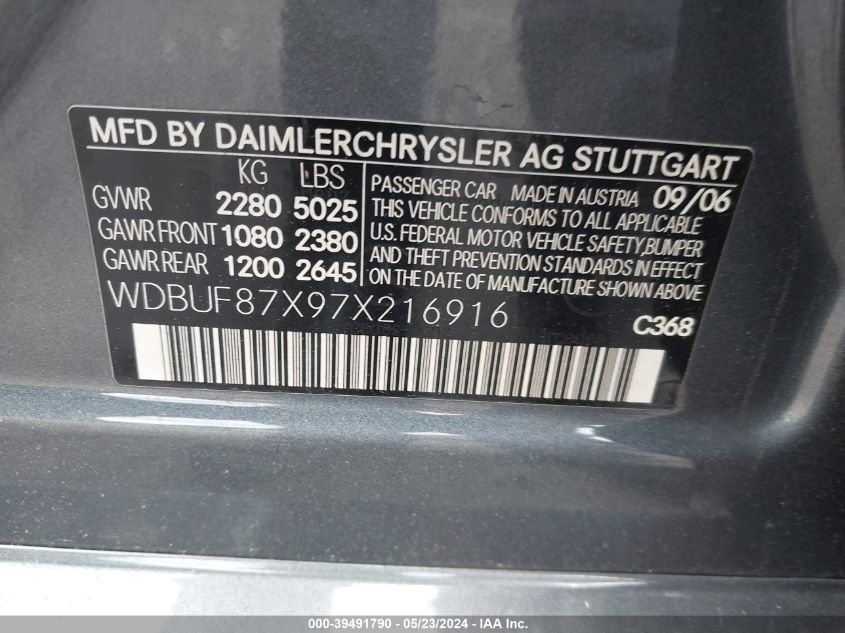 MFD BY DAIMLERCHRYSLER AG STUTTGART
KG LBS
GVWR 2280 5025
GAWR FRONT 1080 2380
GAWR REAR 1200 2645
PASSENGER CAR MADE IN AUSTRIA 09/06
THIS VEHICLE CONFORMS TO ALL APPLICABLE
U.S. FEDERAL MOTOR VEHICLE SAFETY,BUMPER
AND THEFT PREVENTION STANDARDS IN EFFECT
ON THE DATE OF MANUFACTURE SHOWN ABOVE
WDBUF87X97X216916
C368
000-39491790 - 05/23/2024 - IAA Inc.